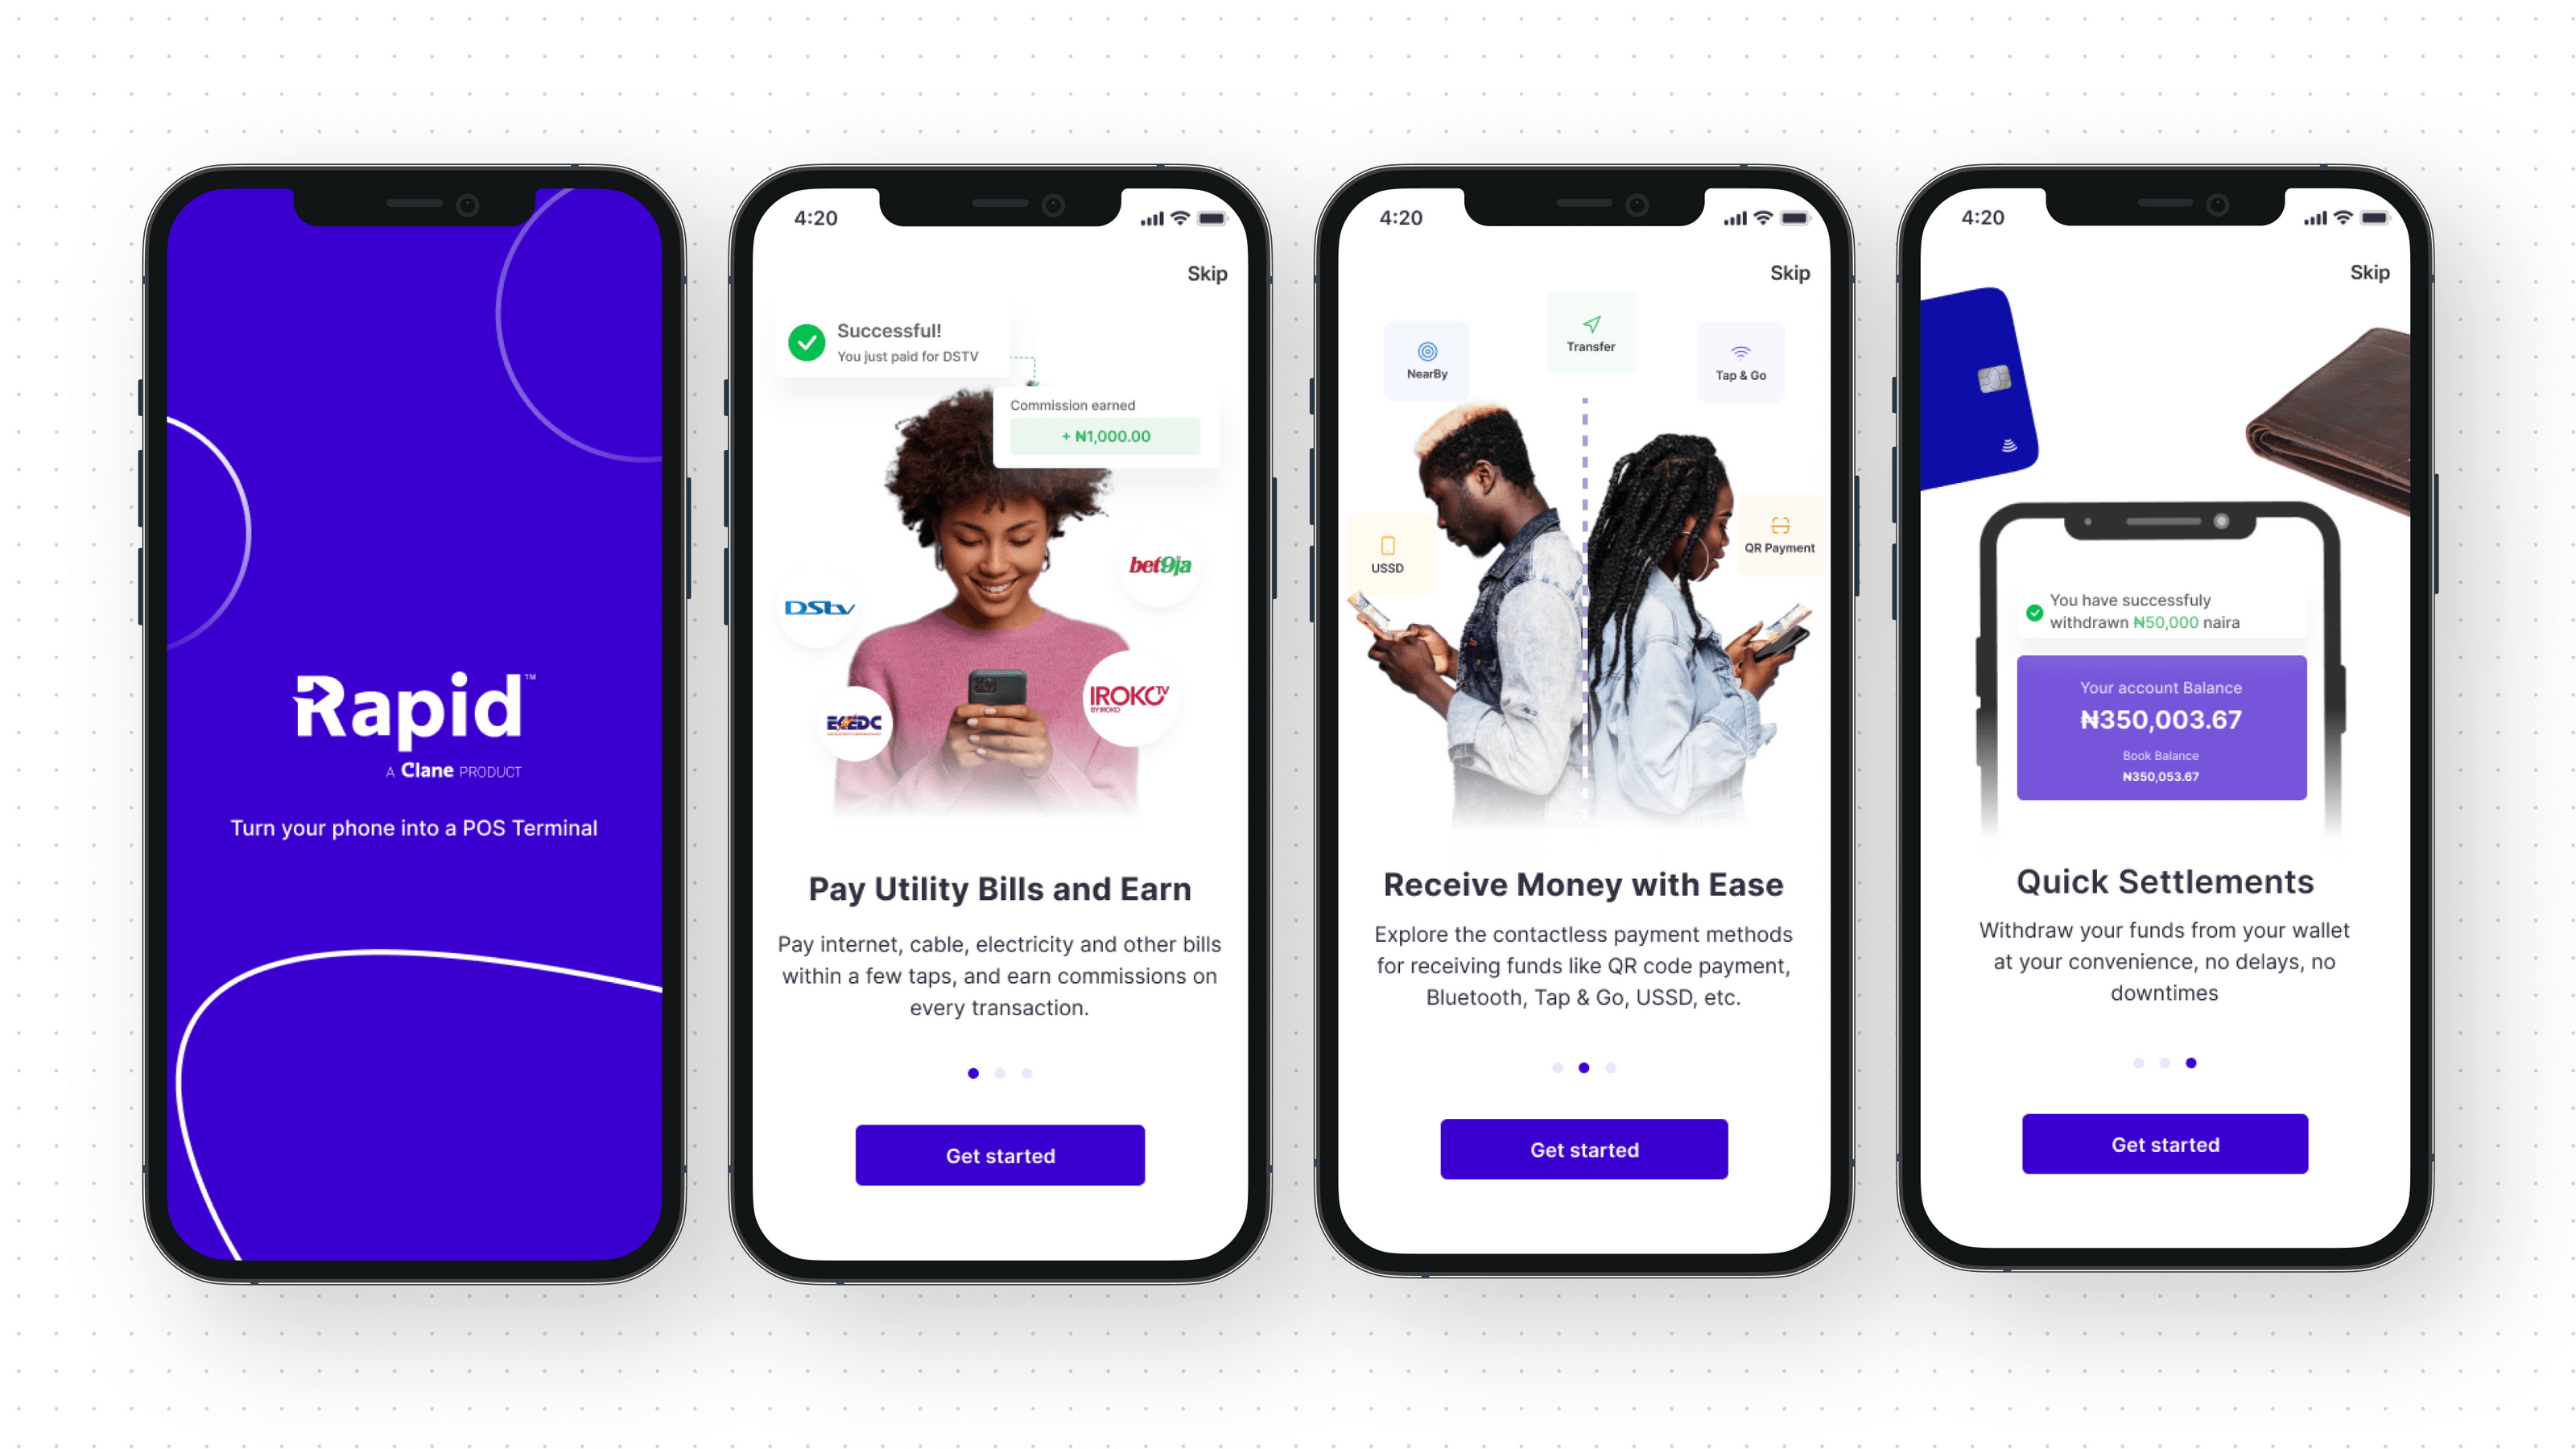 Rapid™
A Clane PRODUCT
Turn your phone into a POS Terminal
4:20
Skip
Successful!
You just paid for DSTV
Commission earned
+ ₦1,000.00
bet9ja
DStv
EKEDC
IROKOTV
BY IROKO
Pay Utility Bills and Earn
Pay internet, cable, electricity and other bills
within a few taps, and earn commissions on
every transaction.
Get started
4:20
Skip
Transfer
NearBy
Tap & Go
QR Payment
USSD
Receive Money with Ease
Explore the contactless payment methods
for receiving funds like QR code payment,
Bluetooth, Tap & Go, USSD, etc.
Get started
4:20
Skip
You have successfuly
withdrawn ₦50,000 naira
Your account Balance
₦350,003.67
Book Balance
₦350,053.67
Quick Settlements
Withdraw your funds from your wallet
at your convenience, no delays, no
downtimes
Get started